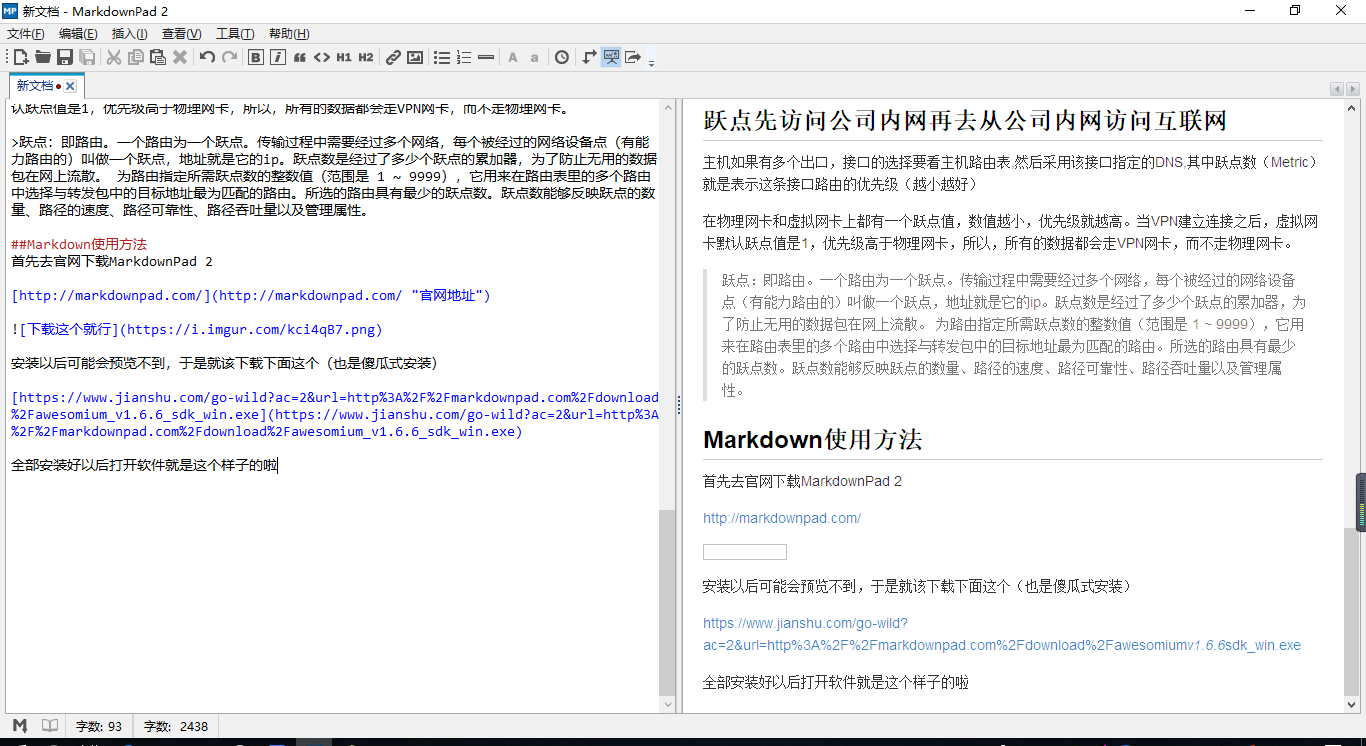 新文档 - MarkdownPad 2
文件(F) 编辑(E) 插入(I) 查看(V) 工具(T) 帮助(H)
B i H1 H2 A a
新文档
认跃点值是1，优先级高于物理网卡，所以，所有的数据都会走VPN网卡，而不走物理网卡。
>跃点：即路由。一个路由为一个跃点。传输过程中需要经过多个网络，每个被经过的网络设备点（有能
力路由的）叫做一个跃点，地址就是它的ip。跃点数是经过了多少个跃点的累加器，为了防止无用的数据
包在网上流散。 为路由指定所需跃点数的整数值（范围是 1 ~ 9999），它用来在路由表里的多个路由
中选择与转发包中的目标地址最为匹配的路由。所选的路由具有最少的跃点数。跃点数能够反映跃点的数
量、路径的速度、路径可靠性、路径吞吐量以及管理属性。
##Markdown使用方法
首先去官网下载MarkdownPad 2
[http://markdownpad.com/](http://markdownpad.com/ "官网地址")
![下载这个就行](https://i.imgur.com/kci4qB7.png)
安装以后可能会预览不到，于是就该下载下面这个（也是傻瓜式安装）
[https://www.jianshu.com/go-wild?ac=2&url=http%3A%2F%2Fmarkdownpad.com%2Fdownload
%2Fawesomium_v1.6.6_sdk_win.exe](https://www.jianshu.com/go-wild?ac=2&url=http%3A
%2F%2Fmarkdownpad.com%2Fdownload%2Fawesomium_v1.6.6_sdk_win.exe)
全部安装好以后打开软件就是这个样子的啦
跃点先访问公司内网再去从公司内网访问互联网
主机如果有多个出口，接口的选择要看主机路由表,然后采用该接口指定的DNS,其中跃点数（Metric）
就是表示这条接口路由的优先级（越小越好）
在物理网卡和虚拟网卡上都有一个跃点值，数值越小，优先级就越高。当VPN建立连接之后，虚拟网
卡默认跃点值是1，优先级高于物理网卡，所以，所有的数据都会走VPN网卡，而不走物理网卡。
跃点：即路由。一个路由为一个跃点。传输过程中需要经过多个网络，每个被经过的网络设备
点（有能力路由的）叫做一个跃点，地址就是它的ip。跃点数是经过了多少个跃点的累加器，为
了防止无用的数据包在网上流散。 为路由指定所需跃点数的整数值（范围是 1 ~ 9999），它用
来在路由表里的多个路由中选择与转发包中的目标地址最为匹配的路由。所选的路由具有最少
的跃点数。跃点数能够反映跃点的数量、路径的速度、路径可靠性、路径吞吐量以及管理属
性。
Markdown使用方法
首先去官网下载MarkdownPad 2
http://markdownpad.com/
安装以后可能会预览不到，于是就该下载下面这个（也是傻瓜式安装）
https://www.jianshu.com/go-wild?
ac=2&url=http%3A%2F%2Fmarkdownpad.com%2Fdownload%2Fawesomiumv1.6.6sdk_win.exe
全部安装好以后打开软件就是这个样子的啦
字数: 93 字数: 2438